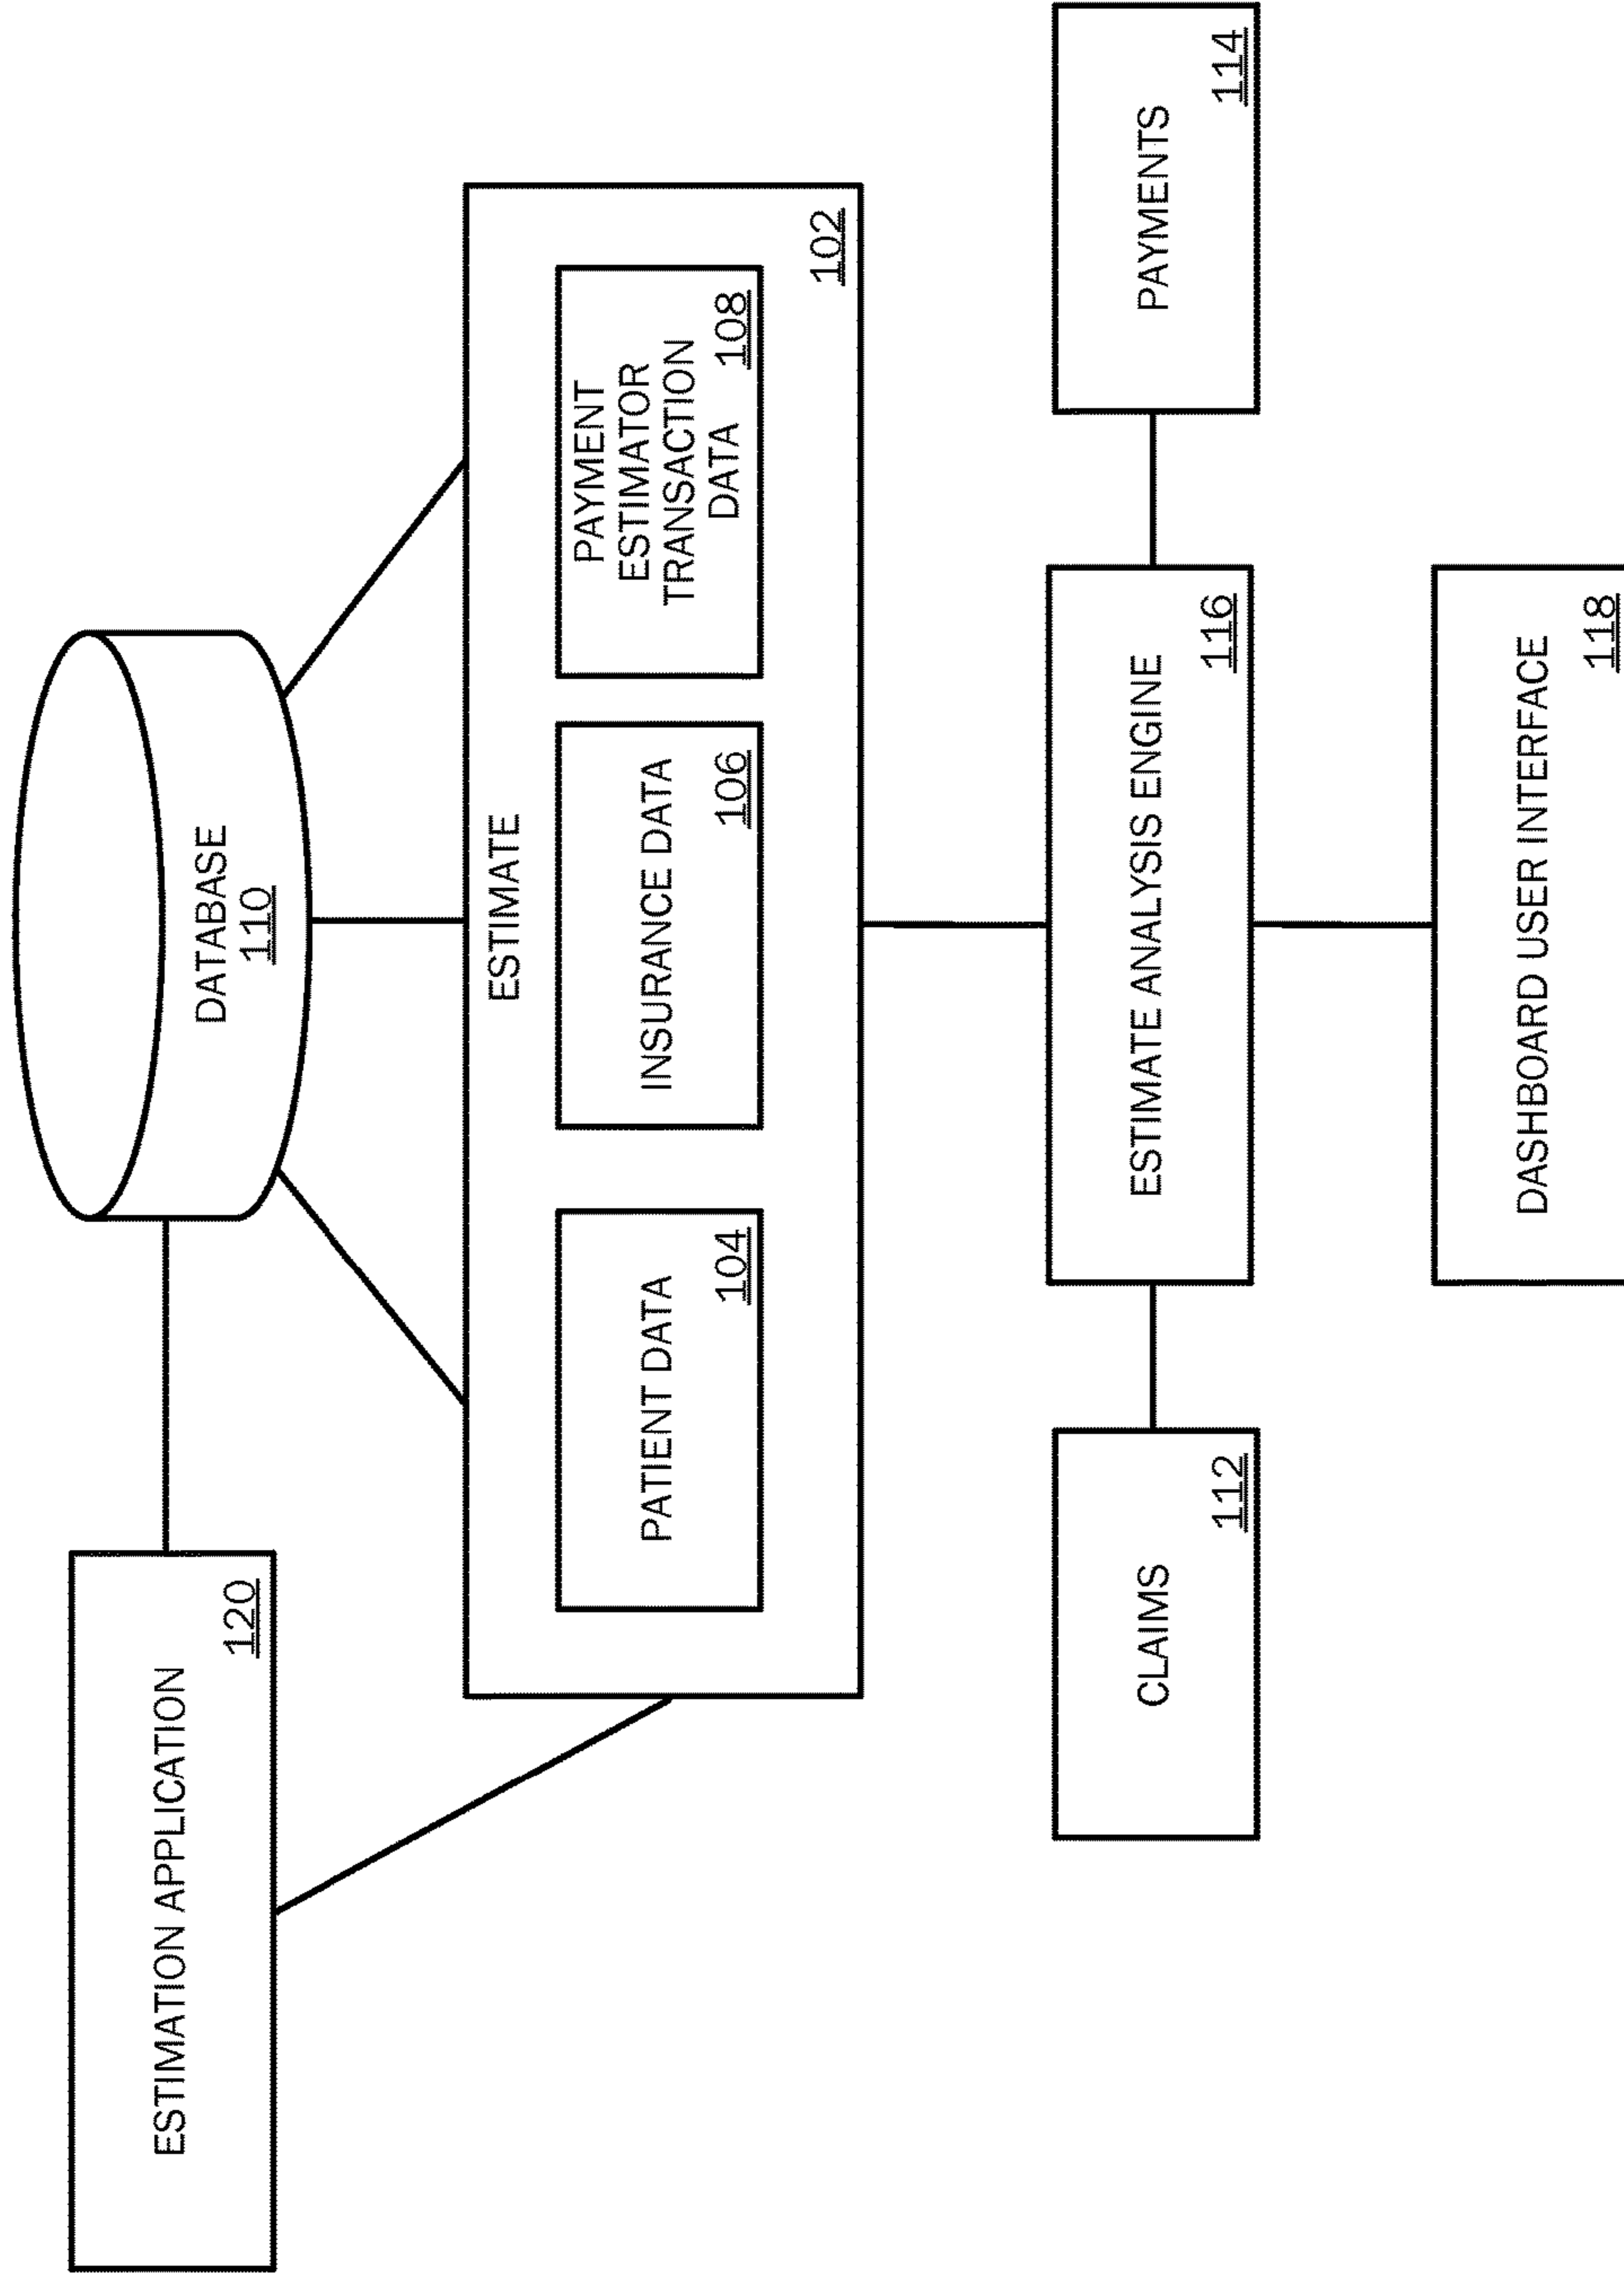 ESTIMATION APPLICATION
120
DATABASE
110
ESTIMATE
PATIENT DATA
104
INSURANCE DATA
106
PAYMENT
ESTIMATOR
TRANSACTION
DATA
108
102
CLAIMS
112
ESTIMATE ANALYSIS ENGINE
116
PAYMENTS
114
DASHBOARD USER INTERFACE
118